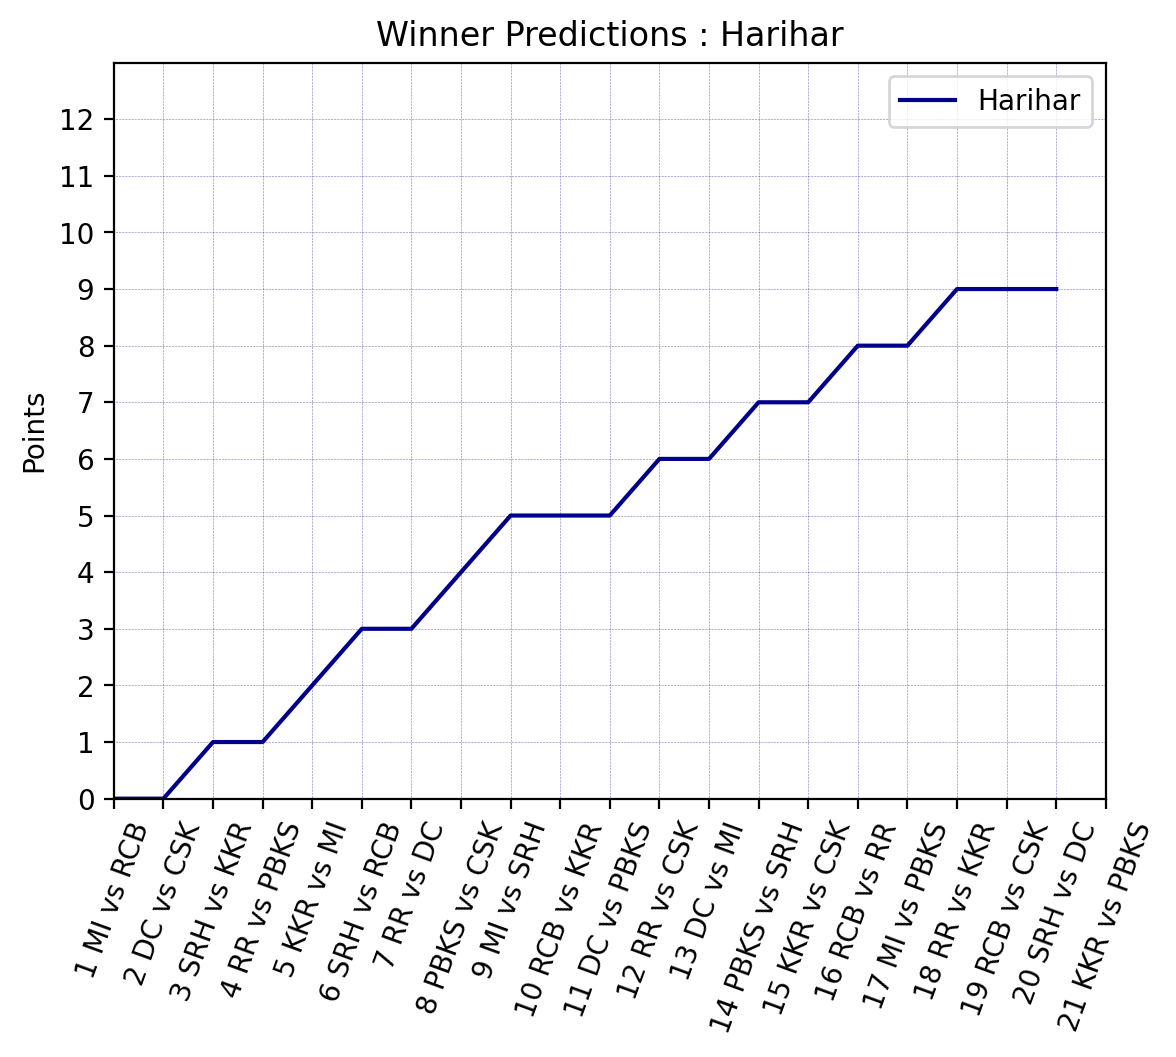 Winner Predictions : Harihar
Harihar
12
11
10
9
8
7
6
5
4
3
2
1
0
Points
1 MI vs RCB
2 DC vs CSK
3 SRH vs KKR
4 RR vs PBKS
5 KKR vs MI
6 SRH vs RCB
7 RR vs DC
8 PBKS vs CSK
9 MI vs SRH
10 RCB vs KKR
11 DC vs PBKS
12 RR vs CSK
13 DC vs MI
14 PBKS vs SRH
15 KKR vs CSK
16 RCB vs RR
17 MI vs PBKS
18 RR vs KKR
19 RCB vs CSK
20 SRH vs DC
21 KKR vs PBKS